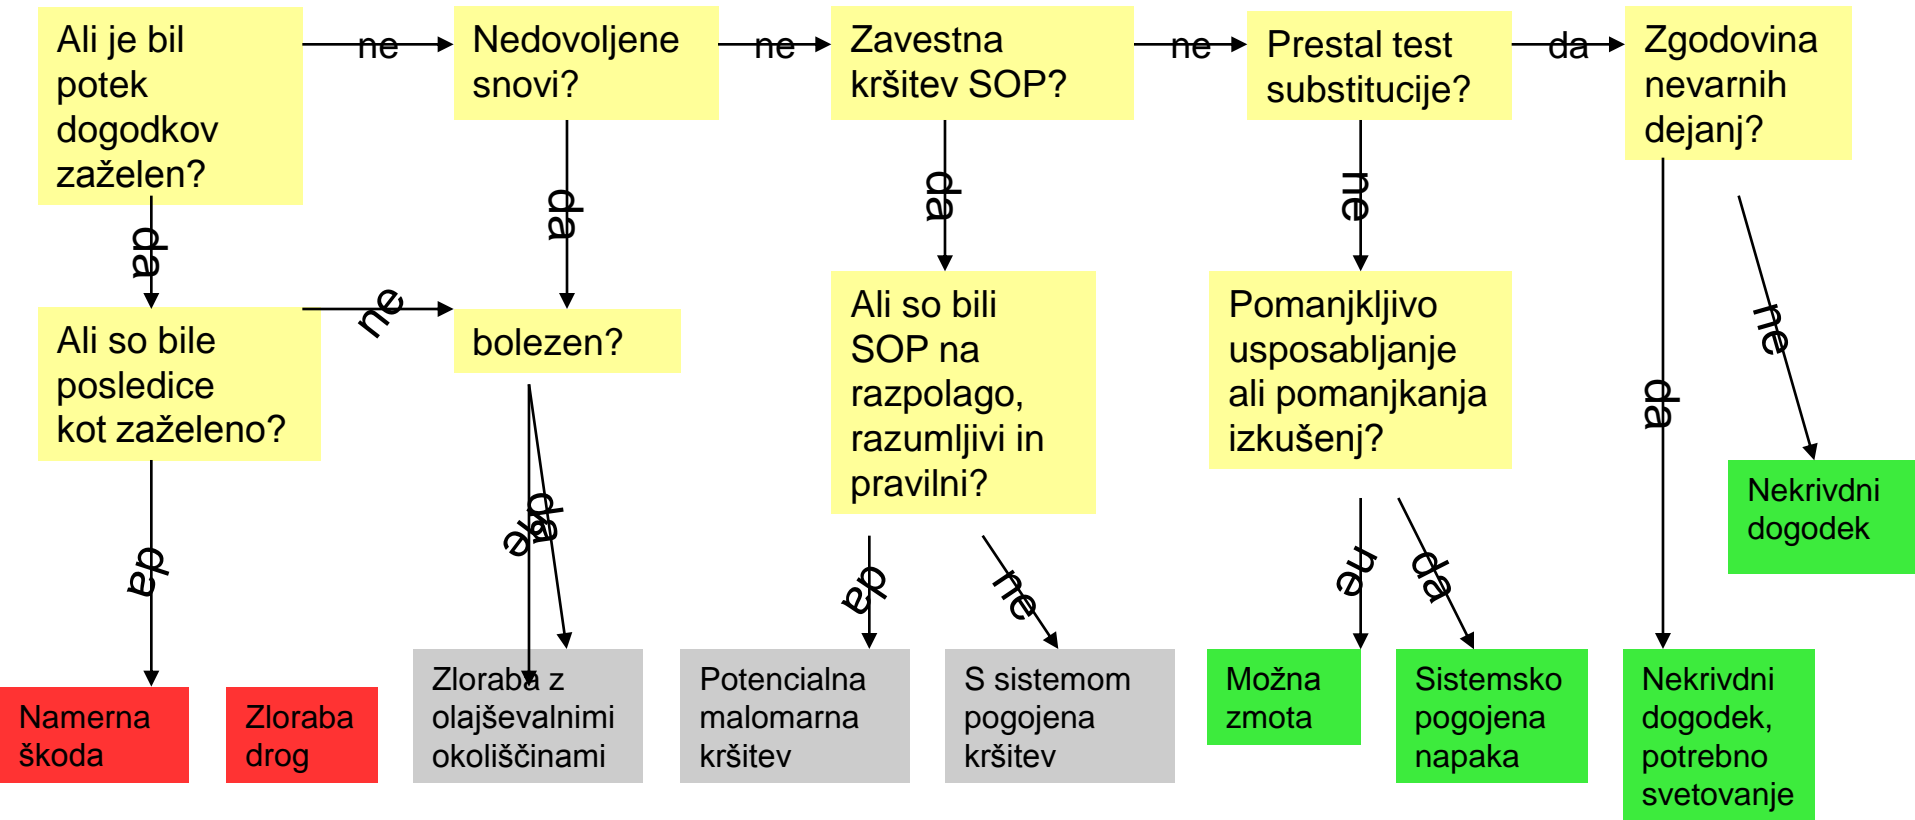 Ali je bil
potek
dogodkov
zaželen?
ne
Nedovoljene
snovi?
ne
Zavestna
kršitev SOP?
ne
Prestal test
substitucije?
da
Zgodovina
nevarnih
dejanj?
da
da
da
ne
da
ne
Ali so bile
posledice
kot zaželeno?
ne
bolezen?
Ali so bili
SOP na
razpolago,
razumljivi in
pravilni?
Pomanjkljivo
usposabljanje
ali pomanjkanja
izkušenj?
da
ne
da
da
ne
ne
da
Nekrivdni
dogodek
Namerna
škoda
Zloraba
drog
Zloraba z
olajševalnimi
okoliščinami
Potencialna
malomarna
kršitev
S sistemom
pogojena
kršitev
Možna
zmota
Sistemsko
pogojena
napaka
Nekrivdni
dogodek,
potrebno
svetovanje